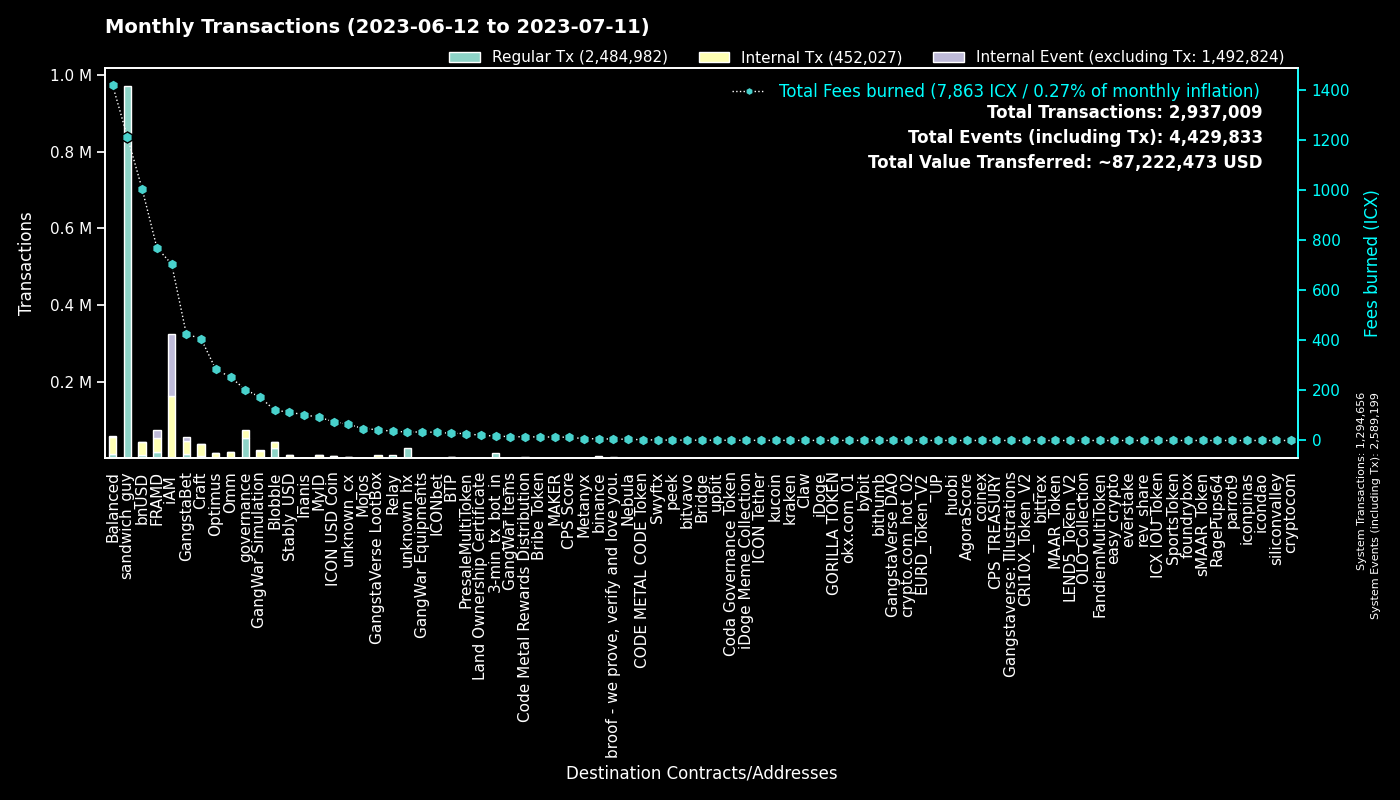 Monthly Transactions (2023-06-12 to 2023-07-11)
Regular Tx (2,484,982)
Internal Tx (452,027)
Internal Event (excluding Tx: 1,492,824)
Total Fees burned (7,863 ICX / 0.27% of monthly inflation)
Total Transactions: 2,937,009
Total Events (including Tx): 4,429,833
Total Value Transferred: ~87,222,473 USD
1.0 M
0.8 M
0.6 M
0.4 M
0.2 M
Transactions
1400
1200
1000
800
600
400
200
0
Fees burned (ICX)
System Transactions: 1,294,656
System Events (including Tx): 2,589,199
Balanced
sandwich_guy
bnUSD
FRAMD
iAM
GangstaBet
Craft
Optimus
Omm
governance
GangWar Simulation
Blobble
Stably_USD
Inanis
MyID
ICON USD Coin
unknown_cx
Mojos
GangstaVerse LootBox
Relay
unknown_hx
GangWar Equipments
ICONbet
BTP
PresaleMultiToken
Land Ownership Certificate
3-min_tx_bot_in
GangWar Items
Code Metal Rewards Distribution
Bribe Token
MAKER
CPS Score
Metanyx
binance
broof - we prove, verify and love you.
Nebula
CODE METAL CODE Token
Swyftx
peek
bitvavo
Bridge
upbit
Coda Governance Token
iDoge Meme Collection
ICON Tether
kucoin
kraken
Claw
iDoge
GORILLA TOKEN
okx.com_01
bybit
bithumb
GangstaVerse DAO
crypto.com_hot_02
EURD_Token_V2
UP
huobi
AgoraScore
coinex
CPS TREASURY
Gangstaverse: Illustrations
CRI10X_Token_V2
bittrex
MAAR_Token
LEND5_Token_V2
OLO Collection
FandiemMultiToken
easy_crypto
everstake
rev_share
ICX IOU Token
SportsToken
foundrybox
sMAAR_Token
RagePups64
parrot9
iconpinas
icondao
siliconvalley
cryptocom
Destination Contracts/Addresses